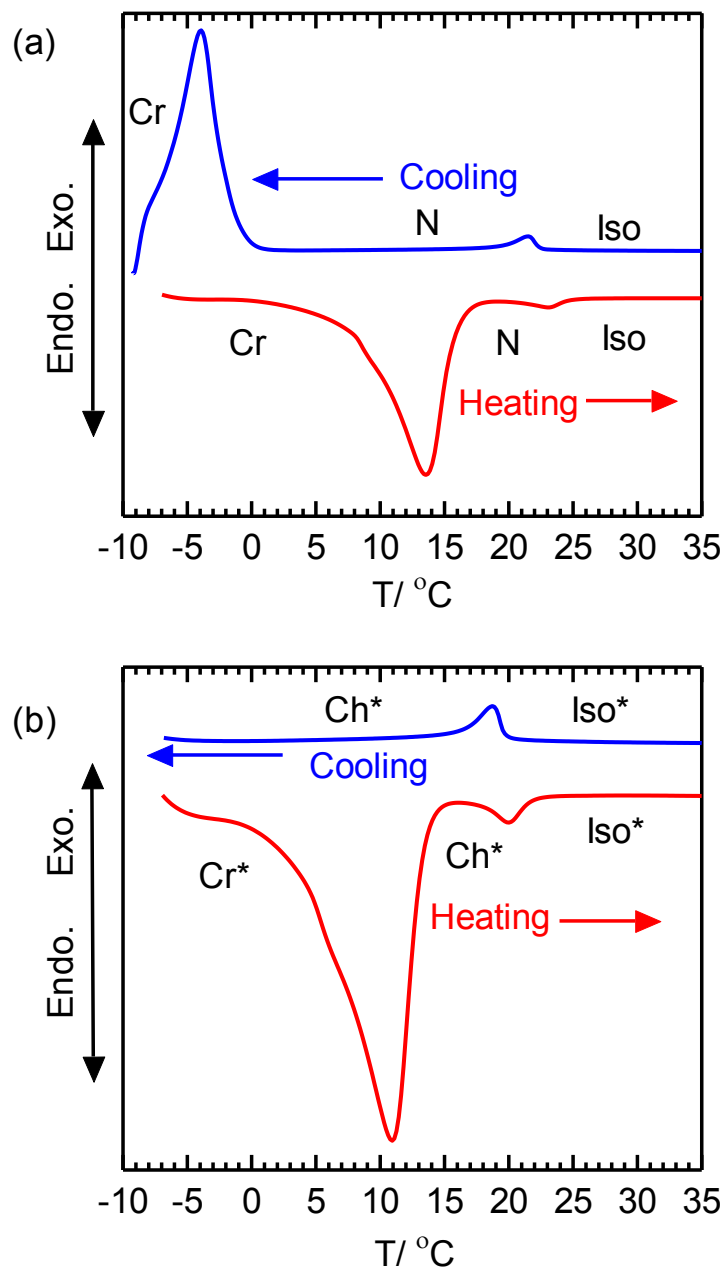 (a)
Cr
Exo.
Endo.
Cooling
N
Iso
Cr
N
Iso
Heating
-10 -5 0 5 10 15 20 25 30 35
T/ °C
(b)
Ch*
Iso*
Cooling
Exo.
Endo.
Cr*
Ch*
Iso*
Heating
-10 -5 0 5 10 15 20 25 30 35
T/ °C